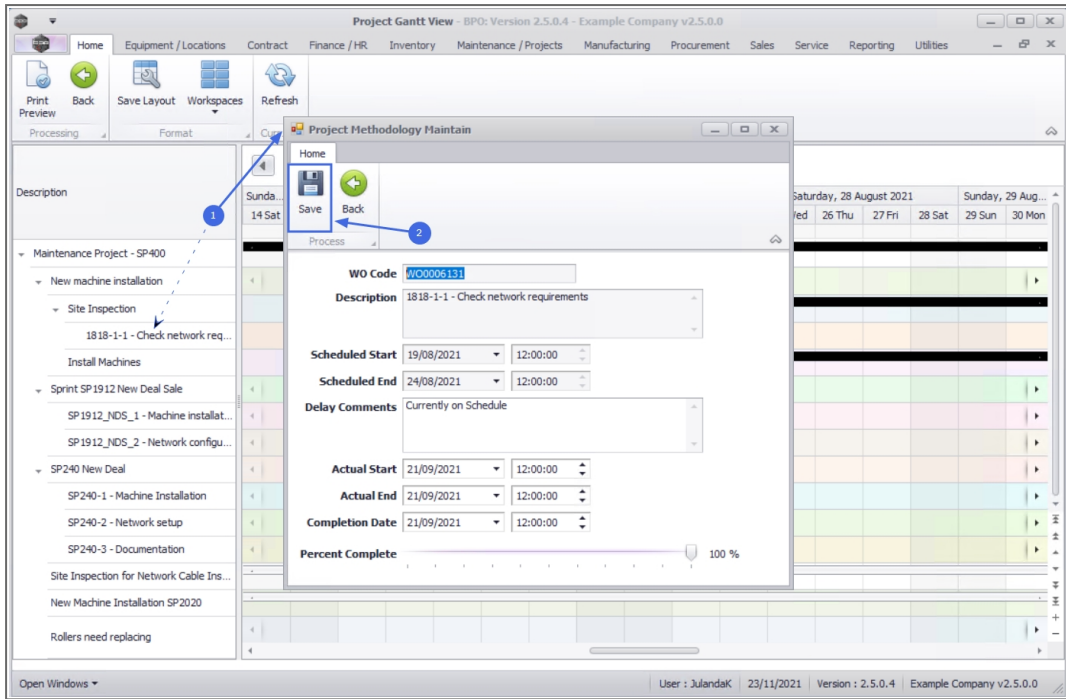 Project Gantt View - BPO: Version 2.5.0.4 - Example Company v2.5.0.0
Home Equipment / Locations Contract Finance / HR Inventory Maintenance / Projects Manufacturing Procurement Sales Service Reporting Utilities
Print Preview
Back
Save Layout
Workspaces
Refresh
Processing
Format
Cur
Project Methodology Maintain
Home
Save
Back
Process
1
2
Description
Sunda...
Saturday, 28 August 2021
Sunday, 29 Aug...
14 Sat
26 Thu 27 Fri 28 Sat 29 Sun 30 Mon
Maintenance Project - SP400
New machine installation
Site Inspection
1818-1-1 - Check network req...
Install Machines
Sprint SP1912 New Deal Sale
SP1912_NDS_1 - Machine installat...
SP1912_NDS_2 - Network configu...
SP240 New Deal
SP240-1 - Machine Installation
SP240-2 - Network setup
SP240-3 - Documentation
Site Inspection for Network Cable Ins...
New Machine Installation SP2020
Rollers need replacing
WO Code WO0006131
Description 1818-1-1 - Check network requirements
Scheduled Start 19/08/2021 12:00:00
Scheduled End 24/08/2021 12:00:00
Delay Comments Currently on Schedule
Actual Start 21/09/2021 12:00:00
Actual End 21/09/2021 12:00:00
Completion Date 21/09/2021 12:00:00
Percent Complete 100 %
Open Windows
User : JulandaK 23/11/2021 Version : 2.5.0.4 Example Company v2.5.0.0